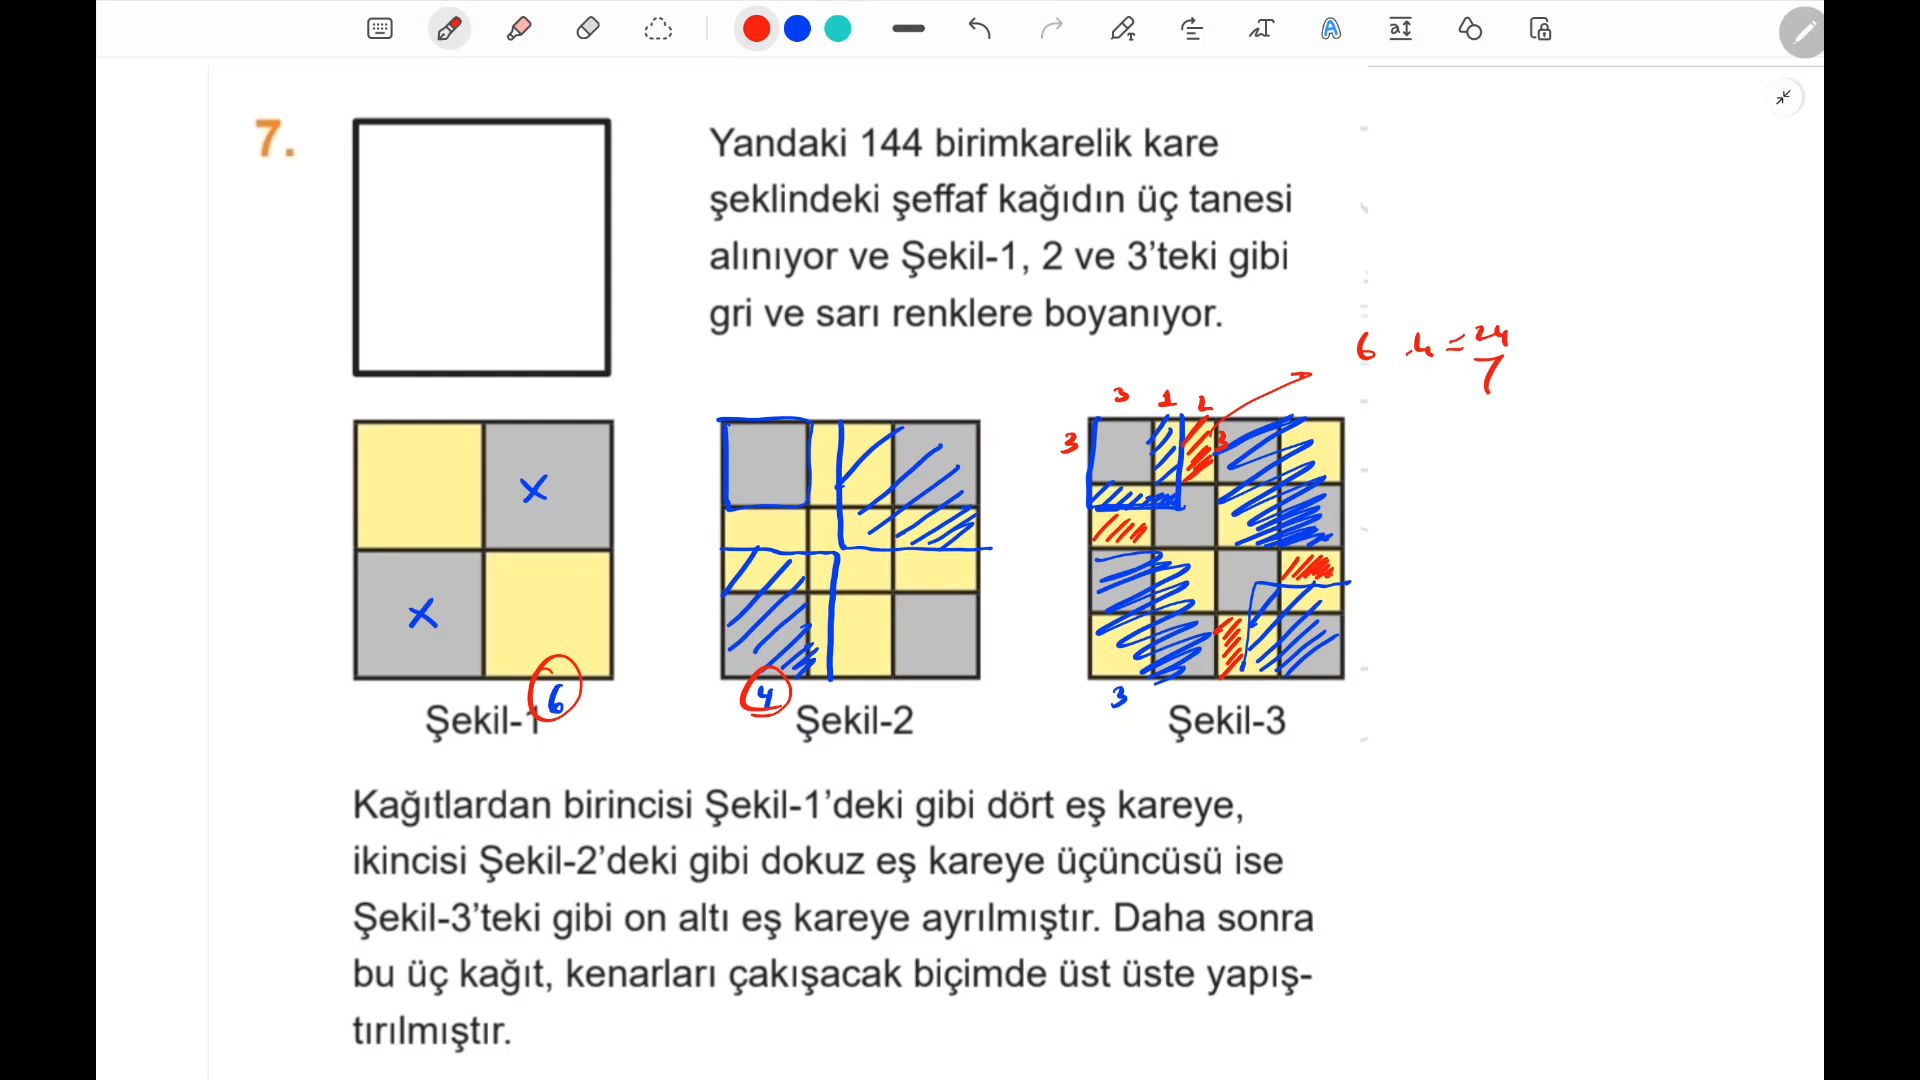 7.
Yandaki 144 birimkarelik kare
şeklindeki şeffaf kağıdın üç tanesi
alınıyor ve Şekil-1, 2 ve 3’teki gibi
gri ve sarı renklere boyanıyor.
6 .4 = 24
3 1 2
3 3
x
x
6 4 3
Şekil-1 Şekil-2 Şekil-3
Kağıtlardan birincisi Şekil-1’deki gibi dört eş kareye,
ikincisi Şekil-2’deki gibi dokuz eş kareye üçüncüsü ise
Şekil-3’teki gibi on altı eş kareye ayrılmıştır. Daha sonra
bu üç kağıt, kenarları çakışacak biçimde üst üste yapış-
tırılmıştır.